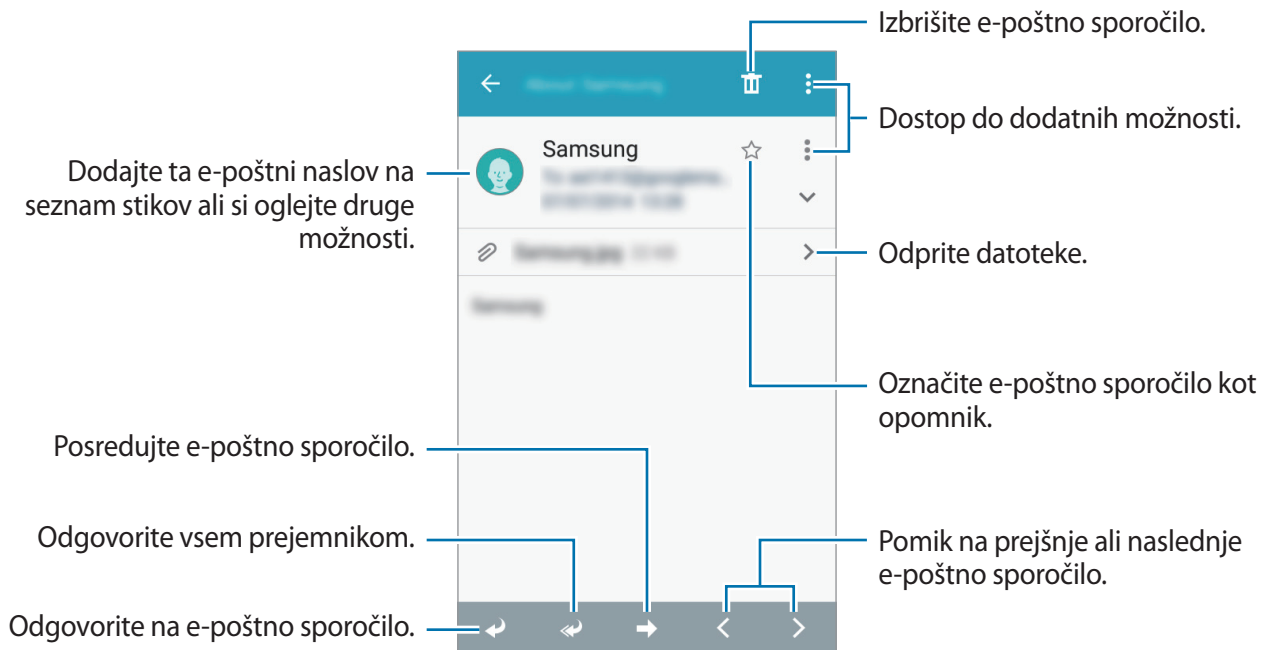 Izbrišite e-poštno sporočilo.
Dostop do dodatnih možnosti.
Samsung
Dodajte ta e-poštni naslov na
seznam stikov ali si oglejte druge
možnosti.
Odprite datoteke.
Označite e-poštno sporočilo kot
opomnik.
Posredujte e-poštno sporočilo.
Odgovorite vsem prejemnikom.
Pomik na prejšnje ali naslednje
e-poštno sporočilo.
Odgovorite na e-poštno sporočilo.